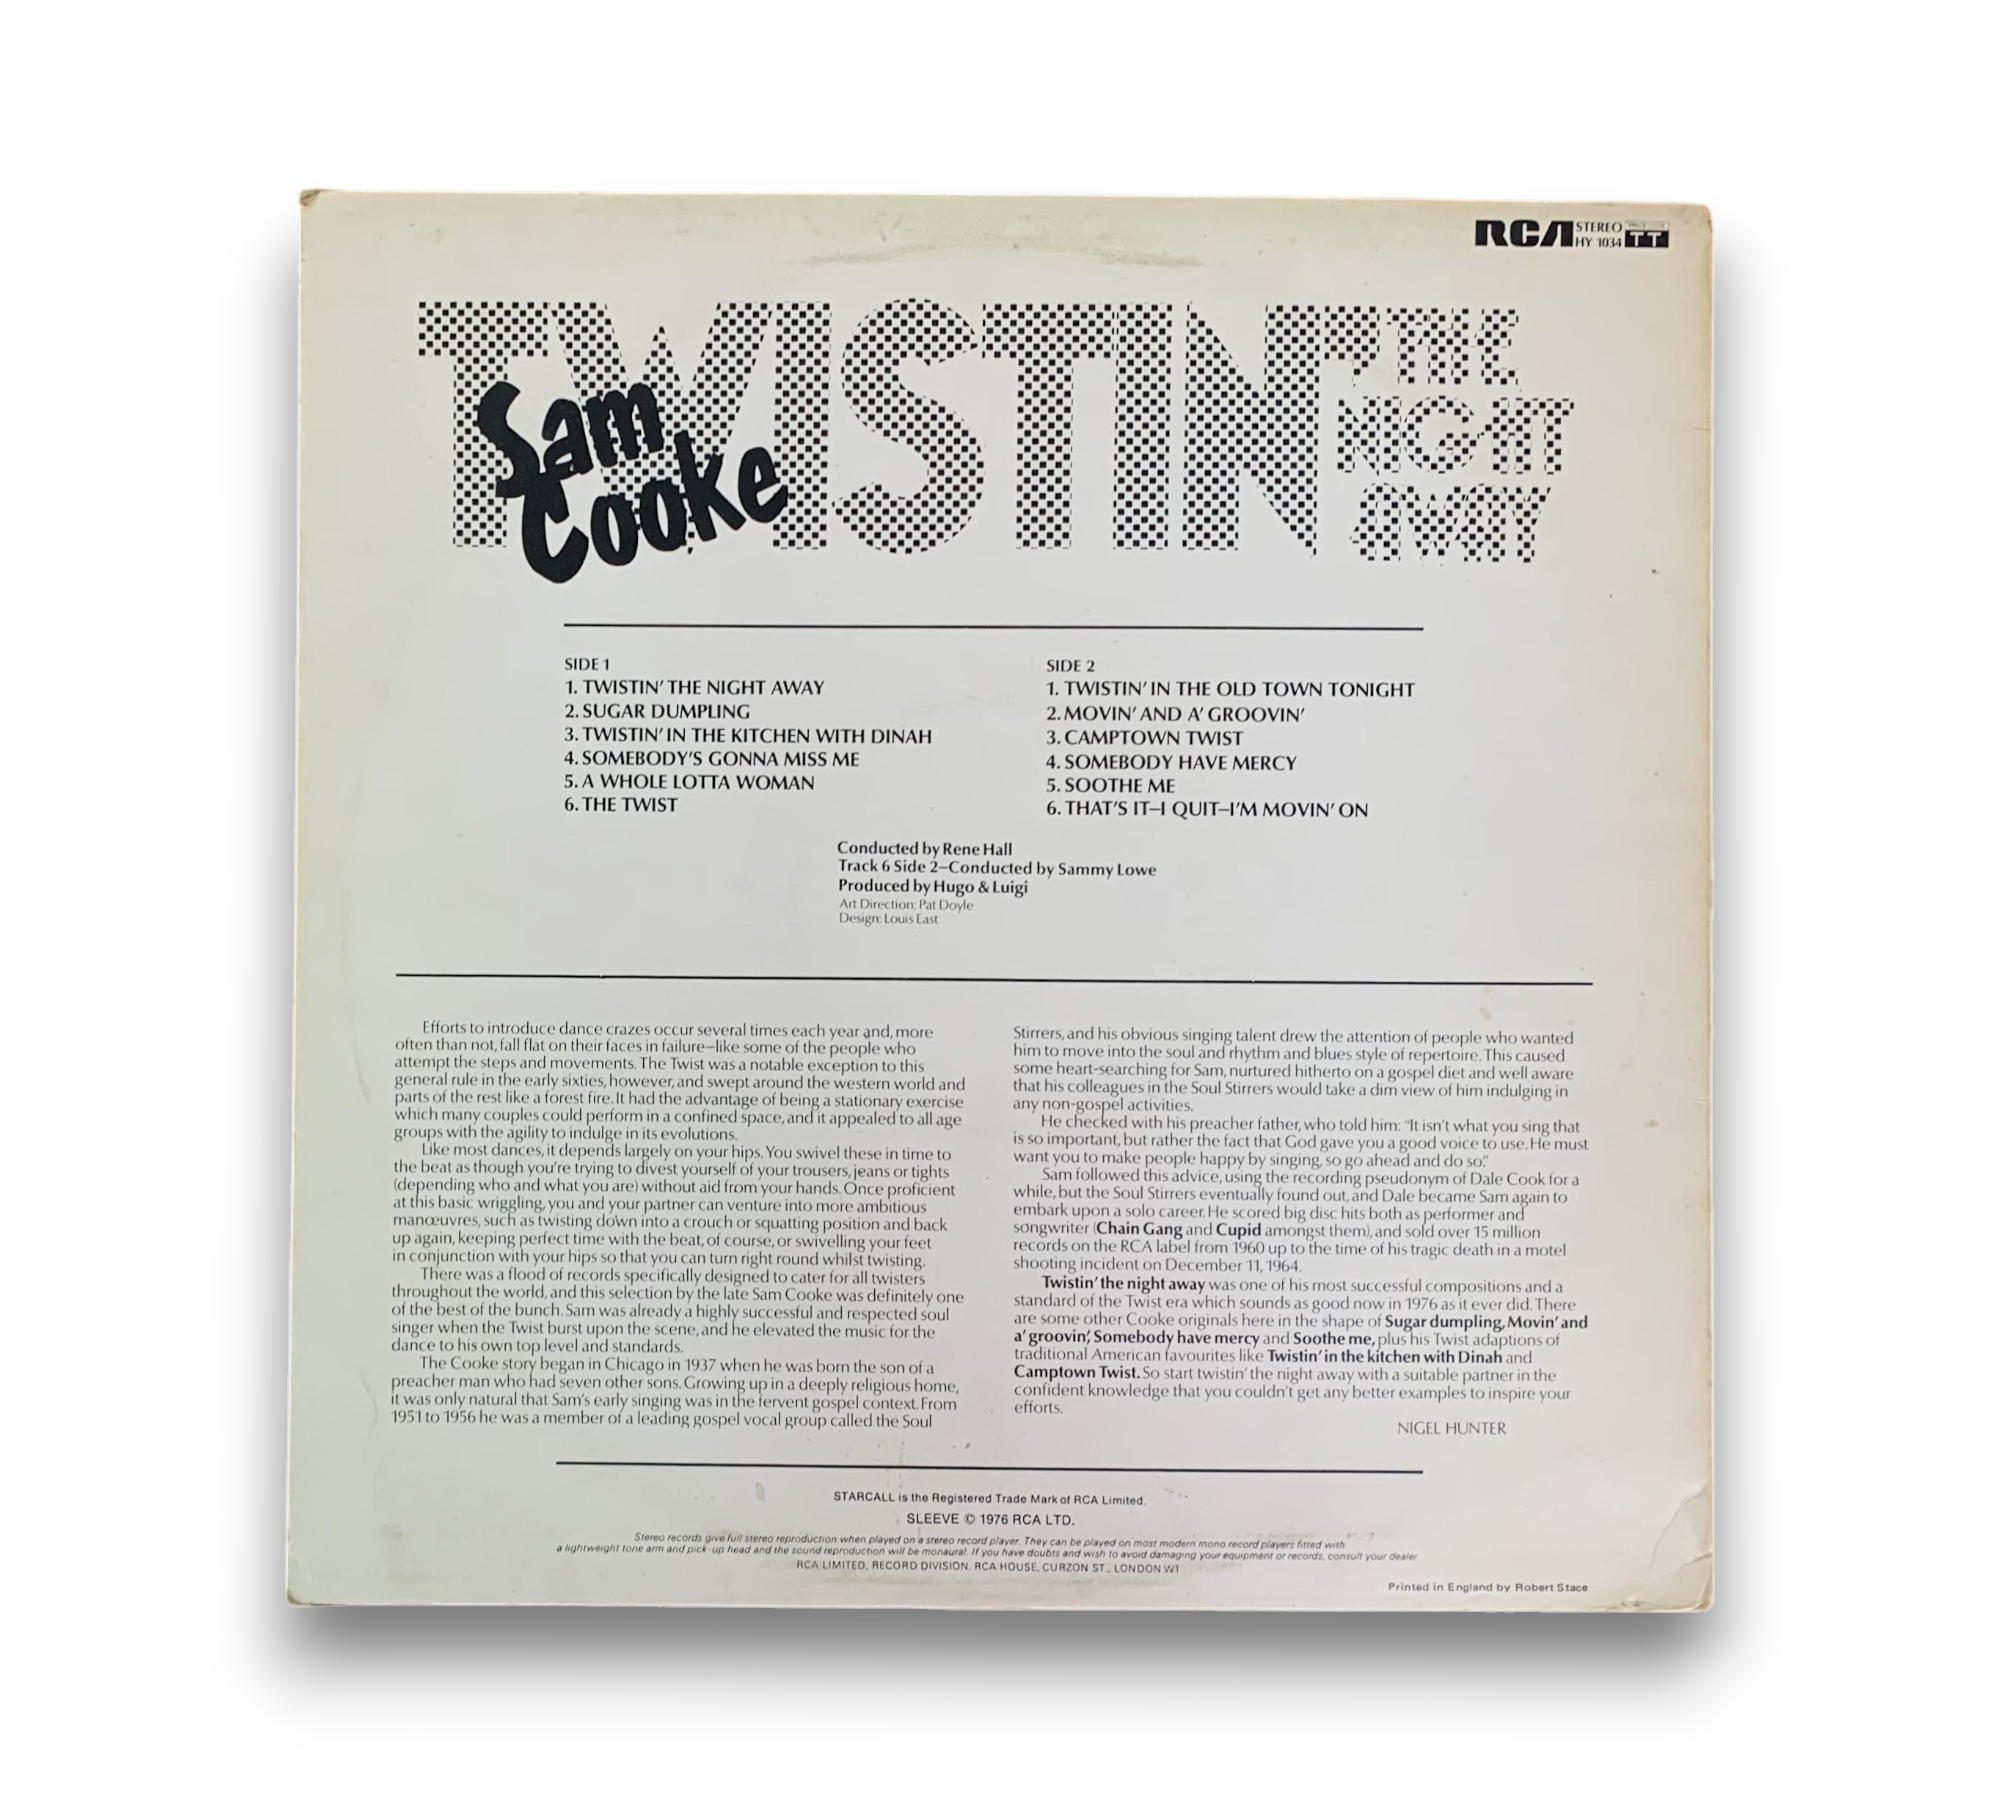 RCA STEREO
HY 1034 TT
TWISTIN' THE
NIGHT
AWAY
Sam
Cooke
SIDE 1
1. TWISTIN' THE NIGHT AWAY
2. SUGAR DUMPLING
3. TWISTIN' IN THE KITCHEN WITH DINAH
4. SOMEBODY'S GONNA MISS ME
5. A WHOLE LOTTA WOMAN
6. THE TWIST
SIDE 2
1. TWISTIN' IN THE OLD TOWN TONIGHT
2. MOVIN' AND A' GROOVIN'
3. CAMPTOWN TWIST
4. SOMEBODY HAVE MERCY
5. SOOTHE ME
6. THAT'S IT–I QUIT–I'M MOVIN' ON
Conducted by Rene Hall
Track 6 Side 2–Conducted by Sammy Lowe
Produced by Hugo & Luigi
Art Direction: Pat Doyle
Design: Louis East
Efforts to introduce dance crazes occur several times each year and, more
often than not, fall flat on their faces in failure–like some of the people who
attempt the steps and movements. The Twist was a notable exception to this
general rule in the early sixties, however, and swept around the western world and
parts of the rest like a forest fire. It had the advantage of being a stationary exercise
which many couples could perform in a confined space, and it appealed to all age
groups with the agility to indulge in its evolutions.
Like most dances, it depends largely on your hips. You swivel these in time to
the beat as though you're trying to divest yourself of your trousers, jeans or tights
(depending who and what you are) without aid from your hands. Once proficient
at this basic wriggling, you and your partner can venture into more ambitious
manœuvres, such as twisting down into a crouch or squatting position and back
up again, keeping perfect time with the beat, of course, or swivelling your feet
in conjunction with your hips so that you can turn right round whilst twisting.
There was a flood of records specifically designed to cater for all twisters
throughout the world, and this selection by the late Sam Cooke was definitely one
of the best of the bunch. Sam was already a highly successful and respected soul
singer when the Twist burst upon the scene, and he elevated the music for the
dance to his own top level and standards.
The Cooke story began in Chicago in 1937 when he was born the son of a
preacher man who had seven other sons. Growing up in a deeply religious home,
it was only natural that Sam's early singing was in the fervent gospel context. From
1951 to 1956 he was a member of a leading gospel vocal group called the Soul
Stirrers, and his obvious singing talent drew the attention of people who wanted
him to move into the soul and rhythm and blues style of repertoire. This caused
some heart-searching for Sam, nurtured hitherto on a gospel diet and well aware
that his colleagues in the Soul Stirrers would take a dim view of him indulging in
any non-gospel activities.
He checked with his preacher father, who told him: "It isn't what you sing that
is so important, but rather the fact that God gave you a good voice to use. He must
want you to make people happy by singing, so go ahead and do so."
Sam followed this advice, using the recording pseudonym of Dale Cook for a
while, but the Soul Stirrers eventually found out, and Dale became Sam again to
embark upon a solo career. He scored big disc hits both as performer and
songwriter (Chain Gang and Cupid amongst them), and sold over 15 million
records on the RCA label from 1960 up to the time of his tragic death in a motel
shooting incident on December 11, 1964.
Twistin' the night away was one of his most successful compositions and a
standard of the Twist era which sounds as good now in 1976 as it ever did. There
are some other Cooke originals here in the shape of Sugar dumpling, Movin' and
a' groovin', Somebody have mercy and Soothe me, plus his Twist adaptions of
traditional American favourites like Twistin' in the kitchen with Dinah and
Camptown Twist. So start twistin' the night away with a suitable partner in the
confident knowledge that you couldn't get any better examples to inspire your
efforts.
NIGEL HUNTER
STARCALL is the Registered Trade Mark of RCA Limited.
SLEEVE © 1976 RCA LTD.
Stereo records give full stereo reproduction when played on a stereo record player. They can be played on most modern mono record players fitted with
a lightweight tone arm and pick-up head and the sound reproduction will be monaural. If you have doubts and wish to avoid damaging your equipment or records, consult your dealer
RCA LIMITED, RECORD DIVISION, RCA HOUSE, CURZON ST., LONDON W1
Printed in England by Robert Stace